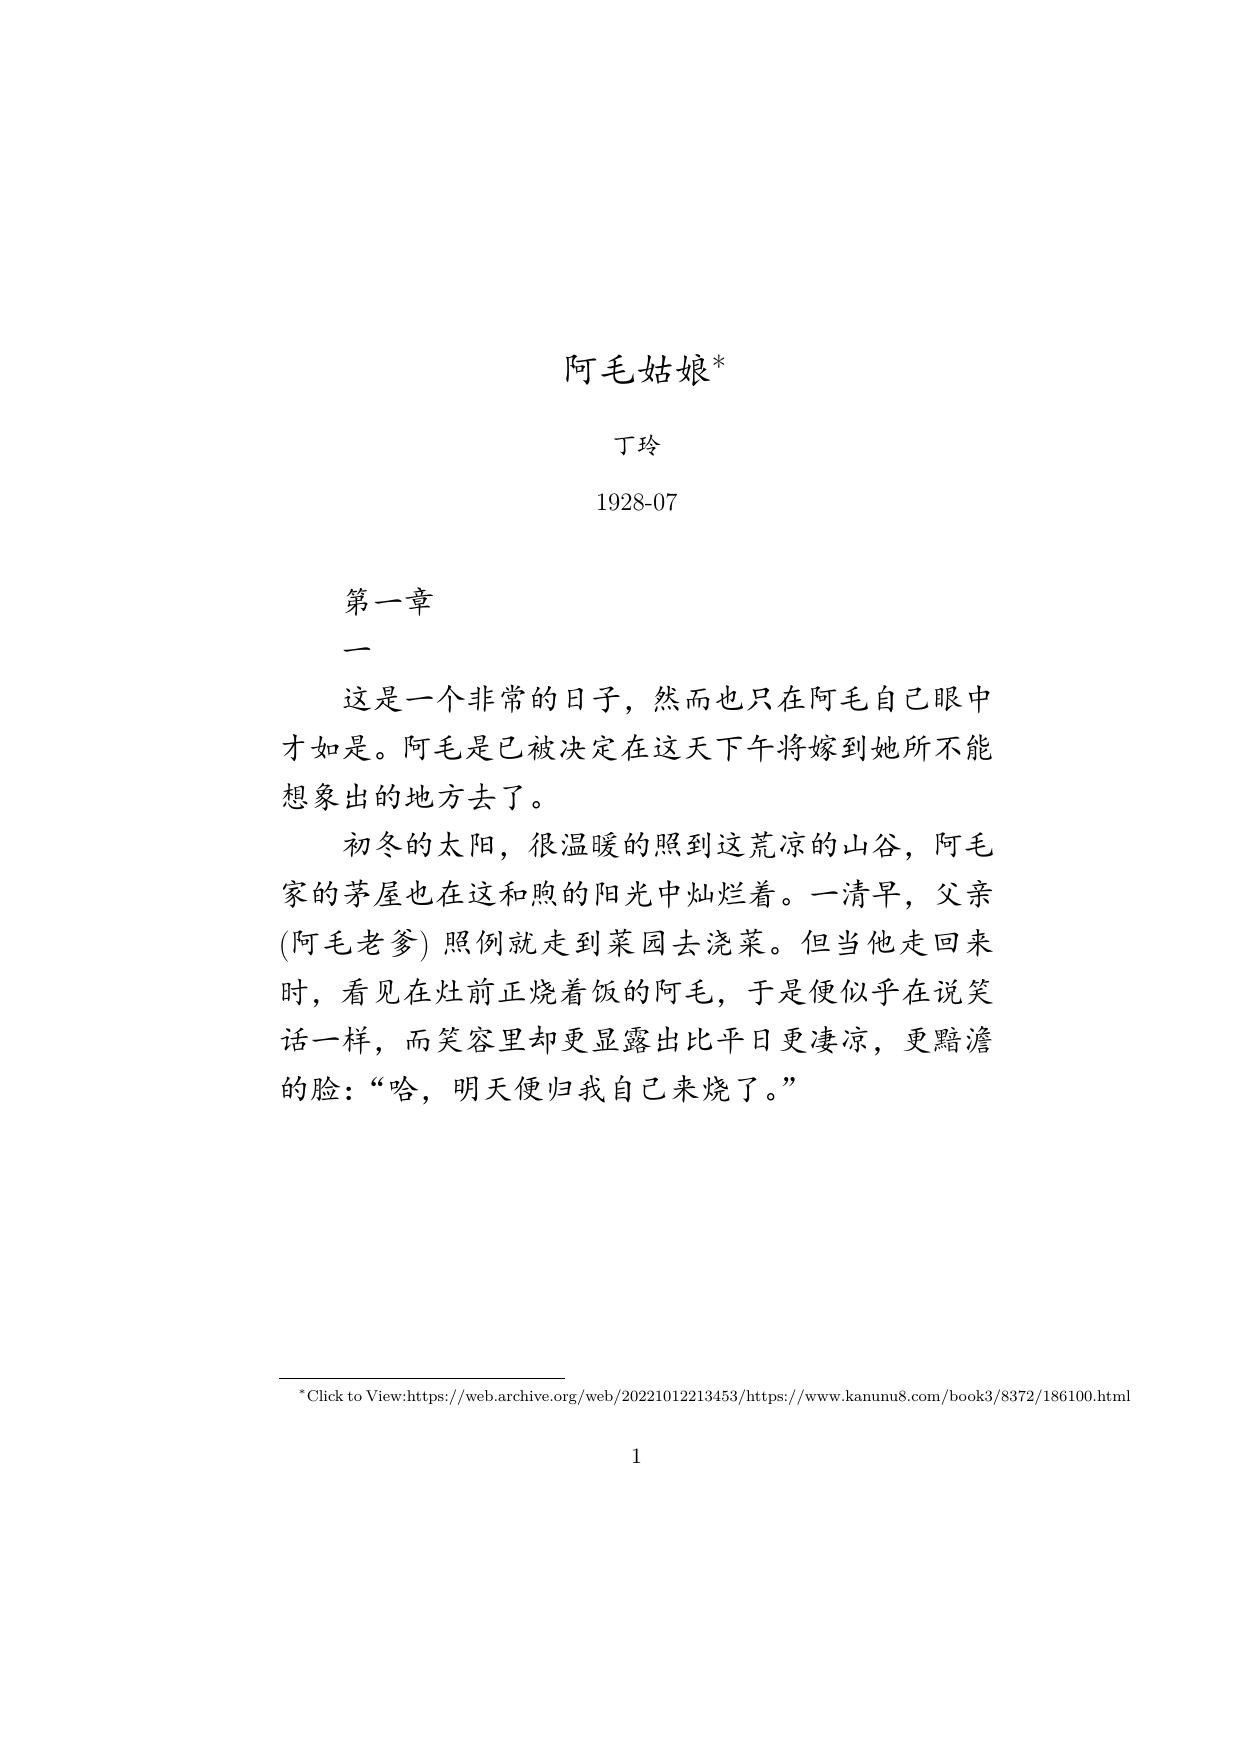 阿毛姑娘*
丁玲
1928-07
第一章
一
这是一个非常的日子，然而也只在阿毛自己眼中
才如是。阿毛是已被决定在这天下午将嫁到她所不能
想象出的地方去了。
初冬的太阳，很温暖的照到这荒凉的山谷，阿毛
家的茅屋也在这和煦的阳光中灿烂着。一清早，父亲
(阿毛老爹) 照例就走到菜园去浇菜。但当他走回来
时，看见在灶前正烧着饭的阿毛，于是便似乎在说笑
话一样，而笑容里却更显露出比平日更凄凉，更黯澹
的脸：“哈，明天便归我自己来烧了。”
*Click to View:https://web.archive.org/web/20221012213453/https://www.kanunu8.com/book3/8372/186100.html
1